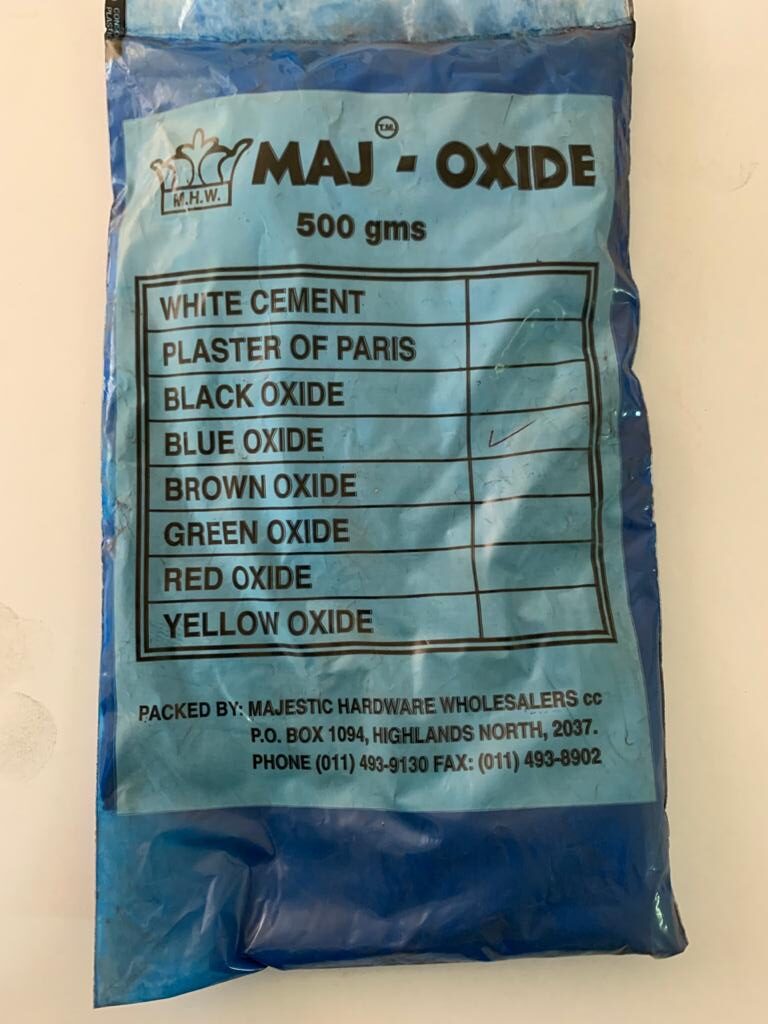 T.M.
M.H.W.
MAJ - OXIDE
500 gms
WHITE CEMENT
PLASTER OF PARIS
BLACK OXIDE
BLUE OXIDE ✓
BROWN OXIDE
GREEN OXIDE
RED OXIDE
YELLOW OXIDE
PACKED BY: MAJESTIC HARDWARE WHOLESALERS cc
P.O. BOX 1094, HIGHLANDS NORTH, 2037.
PHONE (011) 493-9130 FAX: (011) 493-8902